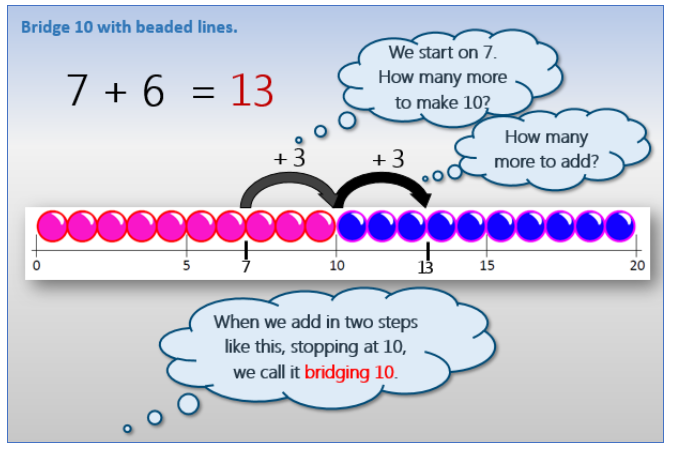 Bridge 10 with beaded lines.
7 + 6 = 13
We start on 7.
How many more
to make 10?
How many
more to add?
+ 3 + 3
0 5 7 10 13 15 20
When we add in two steps
like this, stopping at 10,
we call it bridging 10.